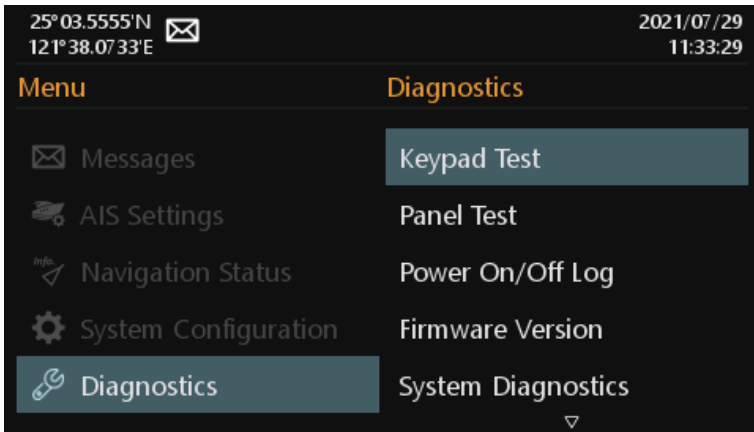 25°03.5555'N
121°38.0733'E
2021/07/29
11:33:29
Menu
Diagnostics
Messages
AIS Settings
Info.
Navigation Status
System Configuration
Diagnostics
Keypad Test
Panel Test
Power On/Off Log
Firmware Version
System Diagnostics